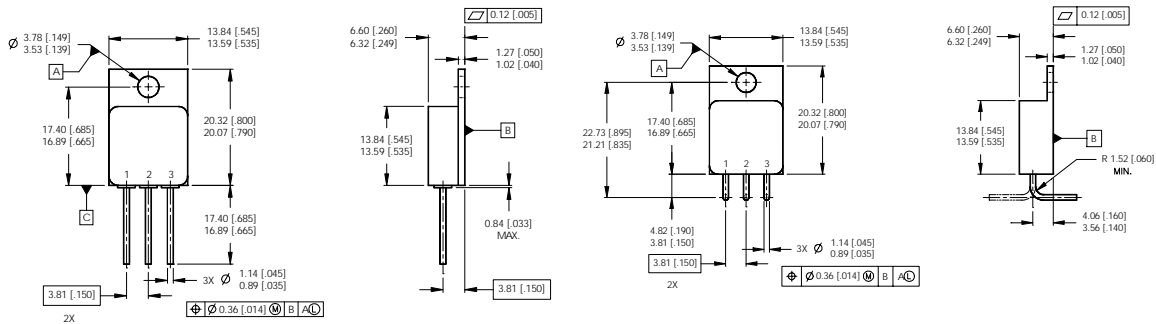 Ø 3.78 [.149]
3.53 [.139]
A
13.84 [.545]
13.59 [.535]
17.40 [.685]
16.89 [.665]
20.32 [.800]
20.07 [.790]
1 2 3
C
17.40 [.685]
16.89 [.665]
3X Ø 1.14 [.045]
0.89 [.035]
3.81 [.150]
2X
⌖ Ø 0.36 [.014] Ⓜ B AⓁ
⏥ 0.12 [.005]
6.60 [.260]
6.32 [.249]
1.27 [.050]
1.02 [.040]
13.84 [.545]
13.59 [.535]
B
0.84 [.033]
MAX.
3.81 [.150]
Ø 3.78 [.149]
3.53 [.139]
A
13.84 [.545]
13.59 [.535]
22.73 [.895]
21.21 [.835]
17.40 [.685]
16.89 [.665]
20.32 [.800]
20.07 [.790]
1 2 3
4.82 [.190]
3.81 [.150]
3X Ø 1.14 [.045]
0.89 [.035]
3.81 [.150]
2X
⌖ Ø 0.36 [.014] Ⓜ B AⓁ
⏥ 0.12 [.005]
6.60 [.260]
6.32 [.249]
1.27 [.050]
1.02 [.040]
13.84 [.545]
13.59 [.535]
B
R 1.52 [.060]
MIN.
4.06 [.160]
3.56 [.140]